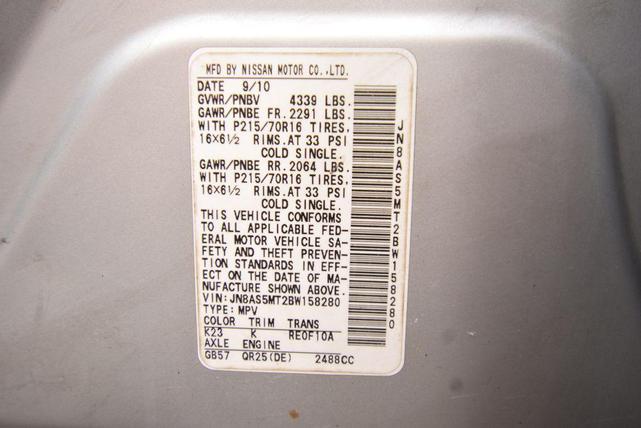 MFD BY NISSAN MOTOR CO.,LTD.
DATE 9/10
GVWR/PNBV 4339 LBS.
GAWR/PNBE FR.2291 LBS.
WITH P215/70R16 TIRES,
16×6½ RIMS.AT 33 PSI
COLD SINGLE.
GAWR/PNBE RR.2064 LBS.
WITH P215/70R16 TIRES,
16×6½ RIMS.AT 33 PSI
COLD SINGLE.
THIS VEHICLE CONFORMS
TO ALL APPLICABLE FED-
ERAL MOTOR VEHICLE SA-
FETY AND THEFT PREVEN-
TION STANDARDS IN EFF-
ECT ON THE DATE OF MA-
NUFACTURE SHOWN ABOVE.
VIN:JN8AS5MT2BW158280
TYPE:MPV
COLOR TRIM TRANS
K23 K RE0F10A
AXLE ENGINE
GB57 QR25(DE) 2488CC
JN8AS5MT2BW158280